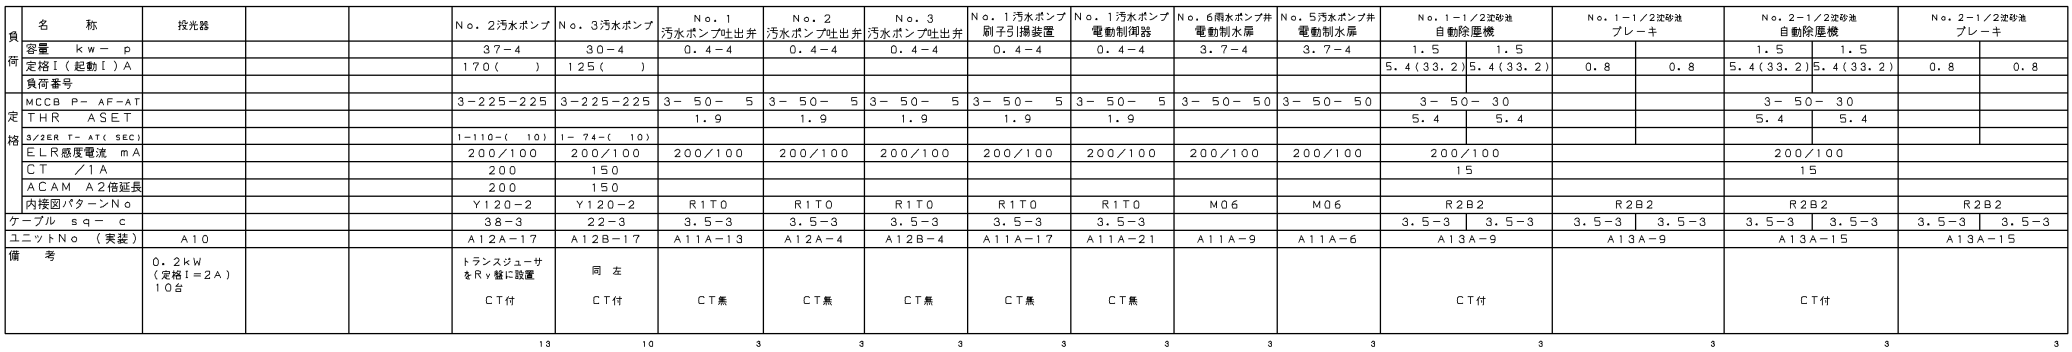 負荷 名 称 投光器 No. 2汚水ポンプ No. 3汚水ポンプ No. 1 汚水ポンプ吐出弁 No. 2 汚水ポンプ吐出弁 No. 3 汚水ポンプ吐出弁 No. 1汚水ポンプ 刷子引揚装置 No. 1汚水ポンプ 電動制御器 No. 6雨水ポンプ井 電動制水扉 No. 5汚水ポンプ井 電動制水扉 No. 1-1/2沈砂池 自動除塵機 No. 1-1/2沈砂池 ブレーキ No. 2-1/2沈砂池 自動除塵機 No. 2-1/2沈砂池 ブレーキ
容量 kw- p 37-4 30-4 0. 4-4 0. 4-4 0. 4-4 0. 4-4 0. 4-4 3. 7-4 3. 7-4 1. 5 1. 5 1. 5 1. 5
定格I(起動I)A 170( ) 125( ) 5. 4(33. 2) 5. 4(33. 2) 0. 8 0. 8 5. 4(33. 2) 5. 4(33. 2) 0. 8 0. 8
負荷番号
定格 MCCB P- AF-AT 3-225-225 3-225-225 3- 50- 5 3- 50- 5 3- 50- 5 3- 50- 5 3- 50- 5 3- 50- 50 3- 50- 50 3- 50- 30 3- 50- 30
THR ASET 1. 9 1. 9 1. 9 1. 9 1. 9 5. 4 5. 4 5. 4 5. 4
3/2ER T- AT( SEC) 1-110-( 10) 1- 74-( 10)
ELR感度電流 mA 200/100 200/100 200/100 200/100 200/100 200/100 200/100 200/100 200/100 200/100 200/100
CT /1A 200 150 15 15
ACAM A2倍延長 200 150
内接図パターンNo Y120-2 Y120-2 R1T0 R1T0 R1T0 R1T0 R1T0 M06 M06 R2B2 R2B2 R2B2 R2B2
ケーブル sq- c 38-3 22-3 3. 5-3 3. 5-3 3. 5-3 3. 5-3 3. 5-3 3. 5-3 3. 5-3 3. 5-3 3. 5-3 3. 5-3 3. 5-3 3. 5-3 3. 5-3
ユニットNo (実装) A10 A12A-17 A12B-17 A11A-13 A12A-4 A12B-4 A11A-17 A11A-21 A11A-9 A11A-6 A13A-9 A13A-9 A13A-15 A13A-15
備 考 0. 2kW トランスジューサ
(定格I=2A) をRy盤に設置 同 左
10台
CT付 CT付 CT無 CT無 CT無 CT無 CT無 CT付 CT付
13 10 3 3 3 3 3 3 3 3 3 3 3